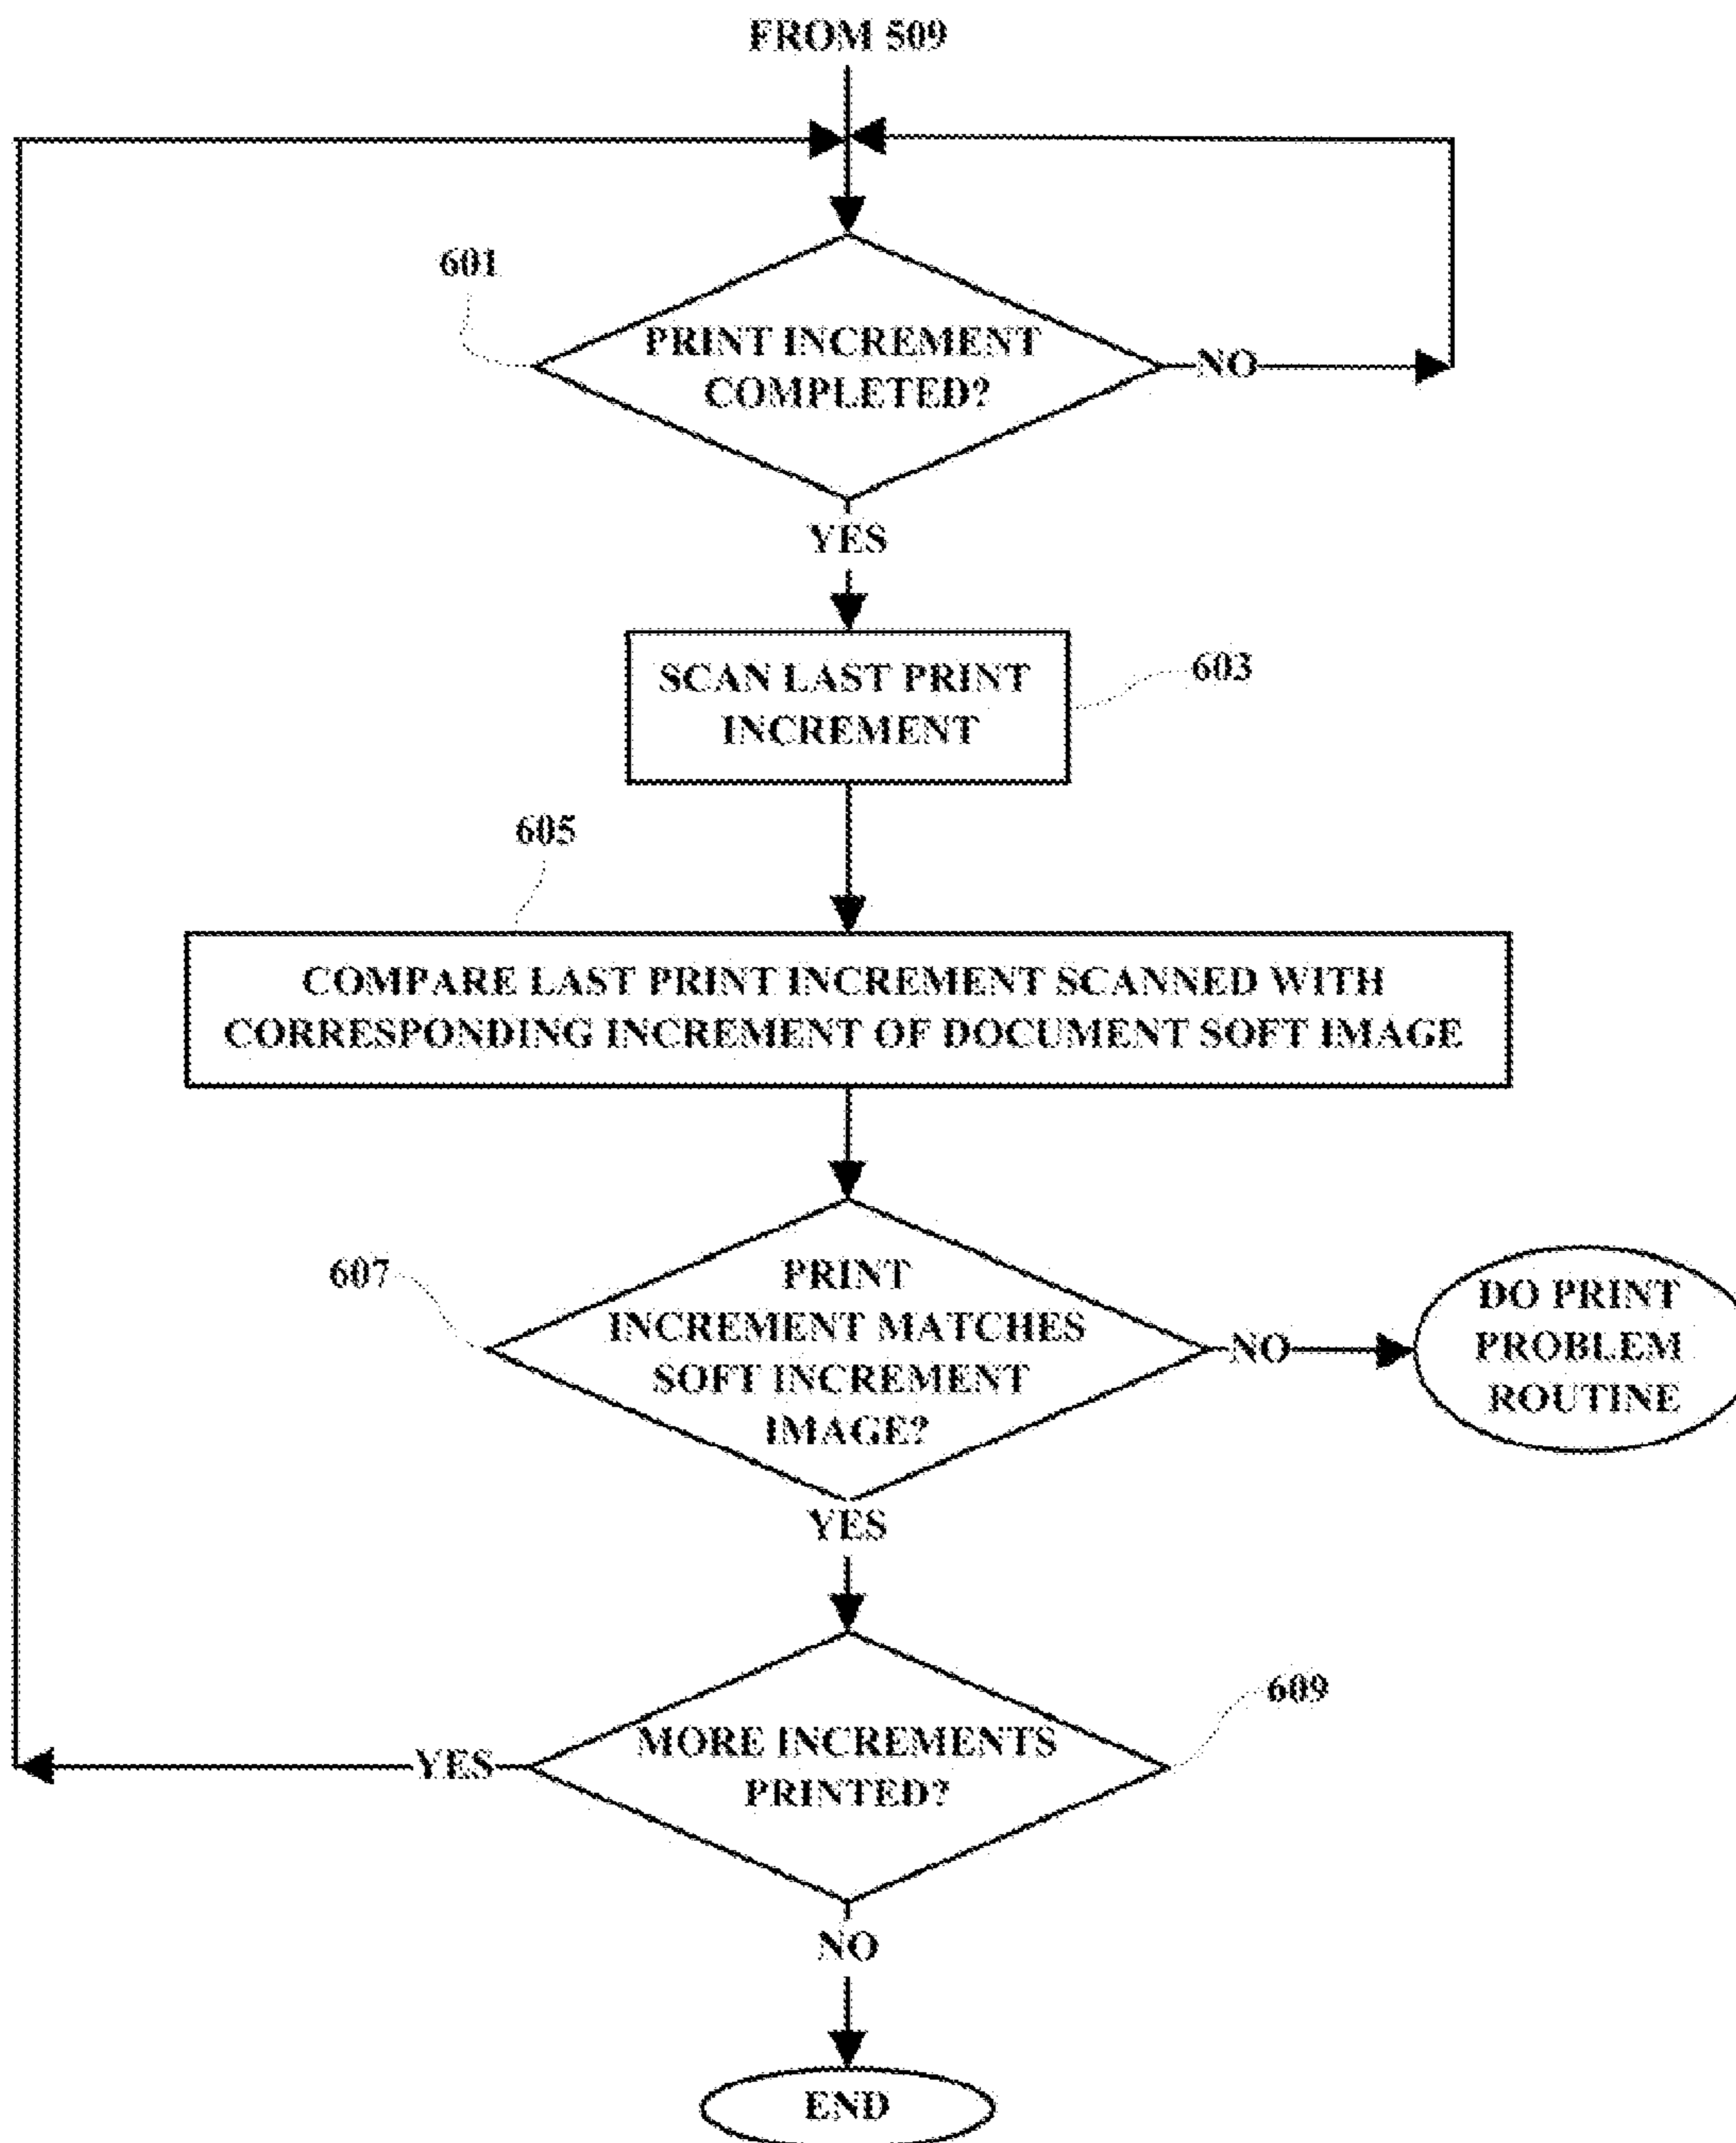 FROM 509
601
PRINT INCREMENT
COMPLETED?
NO
YES
SCAN LAST PRINT
INCREMENT
603
605
COMPARE LAST PRINT INCREMENT SCANNED WITH
CORRESPONDING INCREMENT OF DOCUMENT SOFT IMAGE
607
PRINT
INCREMENT MATCHES
SOFT INCREMENT
IMAGE?
NO
DO PRINT
PROBLEM
ROUTINE
YES
609
MORE INCREMENTS
PRINTED?
YES
NO
END